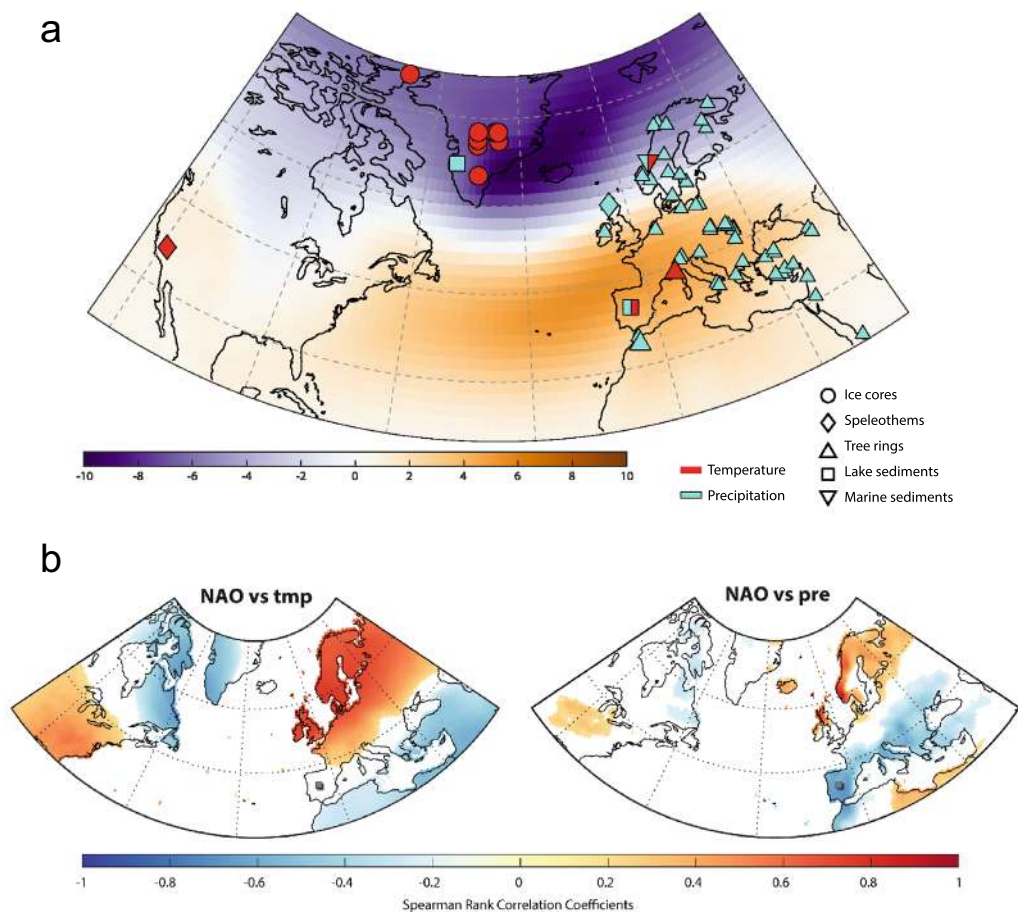 a
-10 -8 -6 -4 -2 0 2 4 6 8 10
Temperature
Precipitation
Ice cores
Speleothems
Tree rings
Lake sediments
Marine sediments
b
NAO vs tmp
NAO vs pre
-1 -0.8 -0.6 -0.4 -0.2 0 0.2 0.4 0.6 0.8 1
Spearman Rank Correlation Coefficients